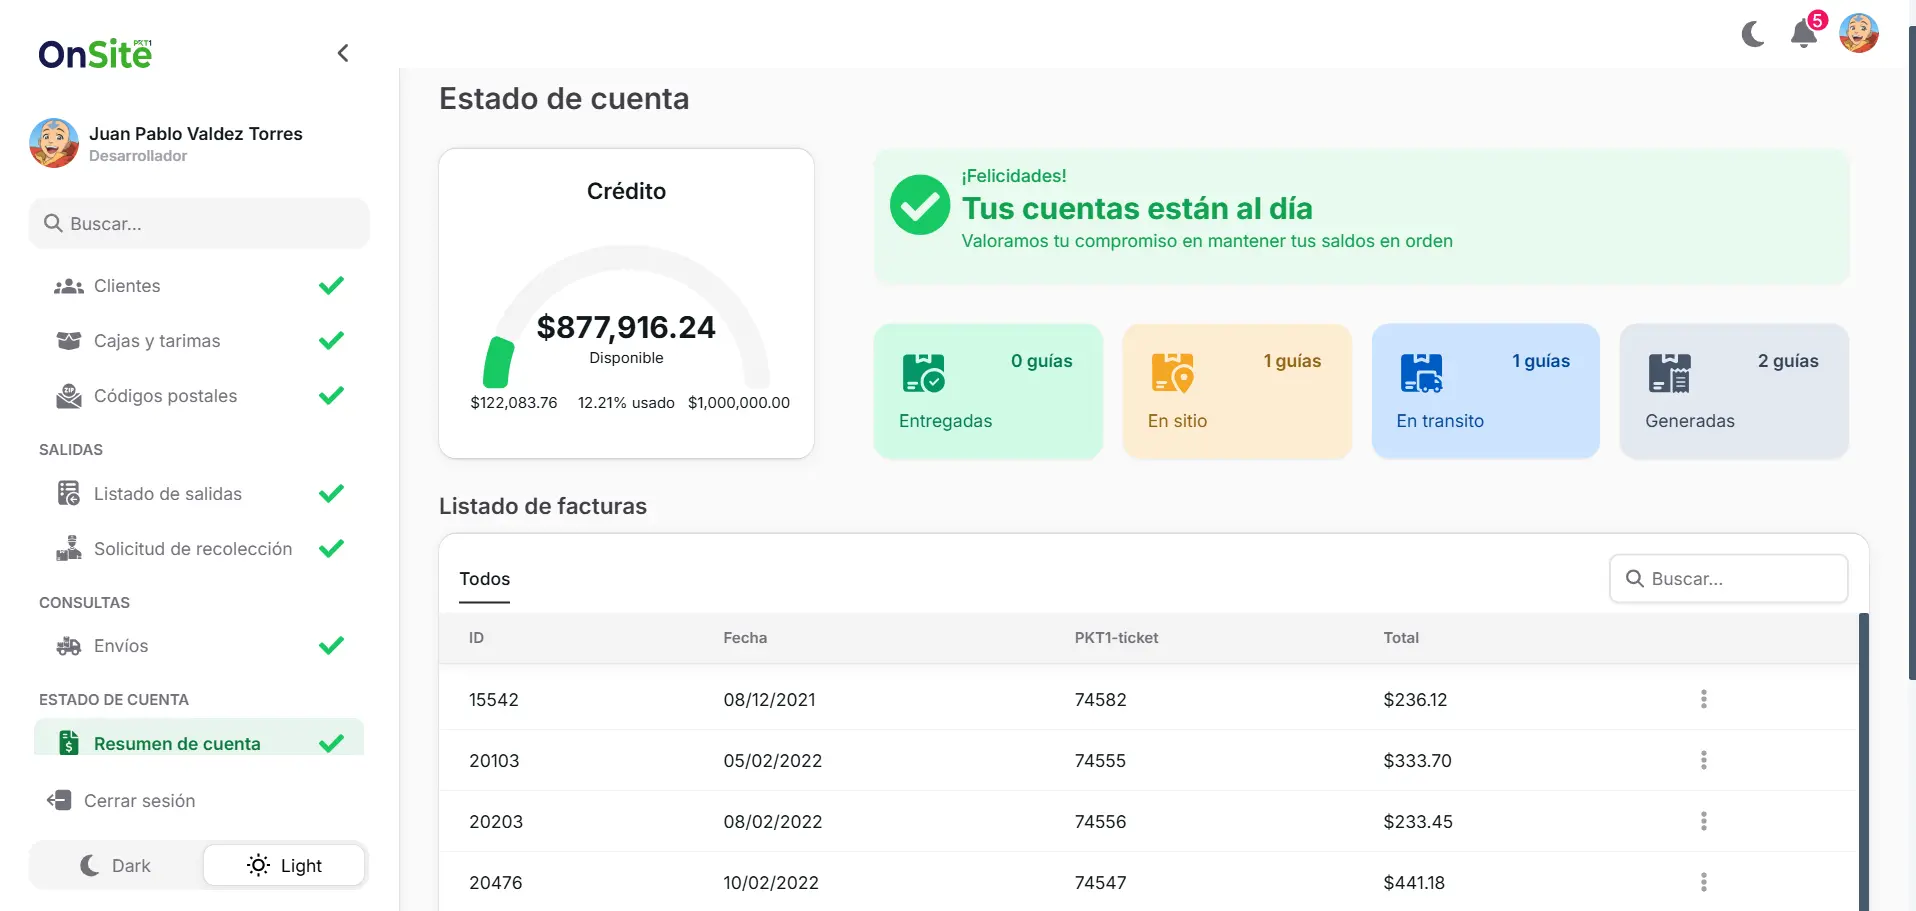 OnSite PKT1
Juan Pablo Valdez Torres
Desarrollador
Buscar...
Clientes
Cajas y tarimas
ZIP
Códigos postales
SALIDAS
Listado de salidas
Solicitud de recolección
CONSULTAS
Envíos
ESTADO DE CUENTA
Resumen de cuenta
Cerrar sesión
Dark
Light
5
Estado de cuenta
Crédito
$877,916.24
Disponible
$122,083.76 12.21% usado $1,000,000.00
¡Felicidades!
Tus cuentas están al día
Valoramos tu compromiso en mantener tus saldos en orden
0 guías
Entregadas
1 guías
En sitio
1 guías
En transito
2 guías
Generadas
Listado de facturas
Todos
Buscar...
ID Fecha PKT1-ticket Total
15542 08/12/2021 74582 $236.12
20103 05/02/2022 74555 $333.70
20203 08/02/2022 74556 $233.45
20476 10/02/2022 74547 $441.18